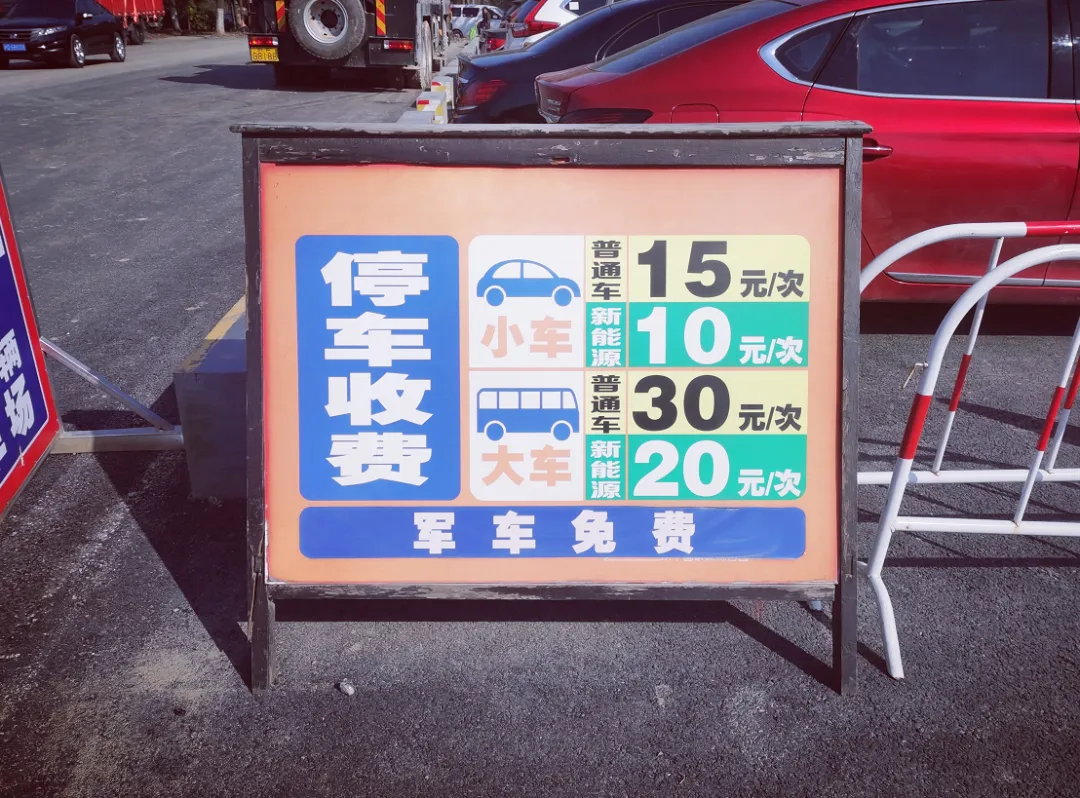 停车收费
小车
普通车 15元/次
新能源 10元/次
大车
普通车 30元/次
新能源 20元/次
军车免费
辆
场